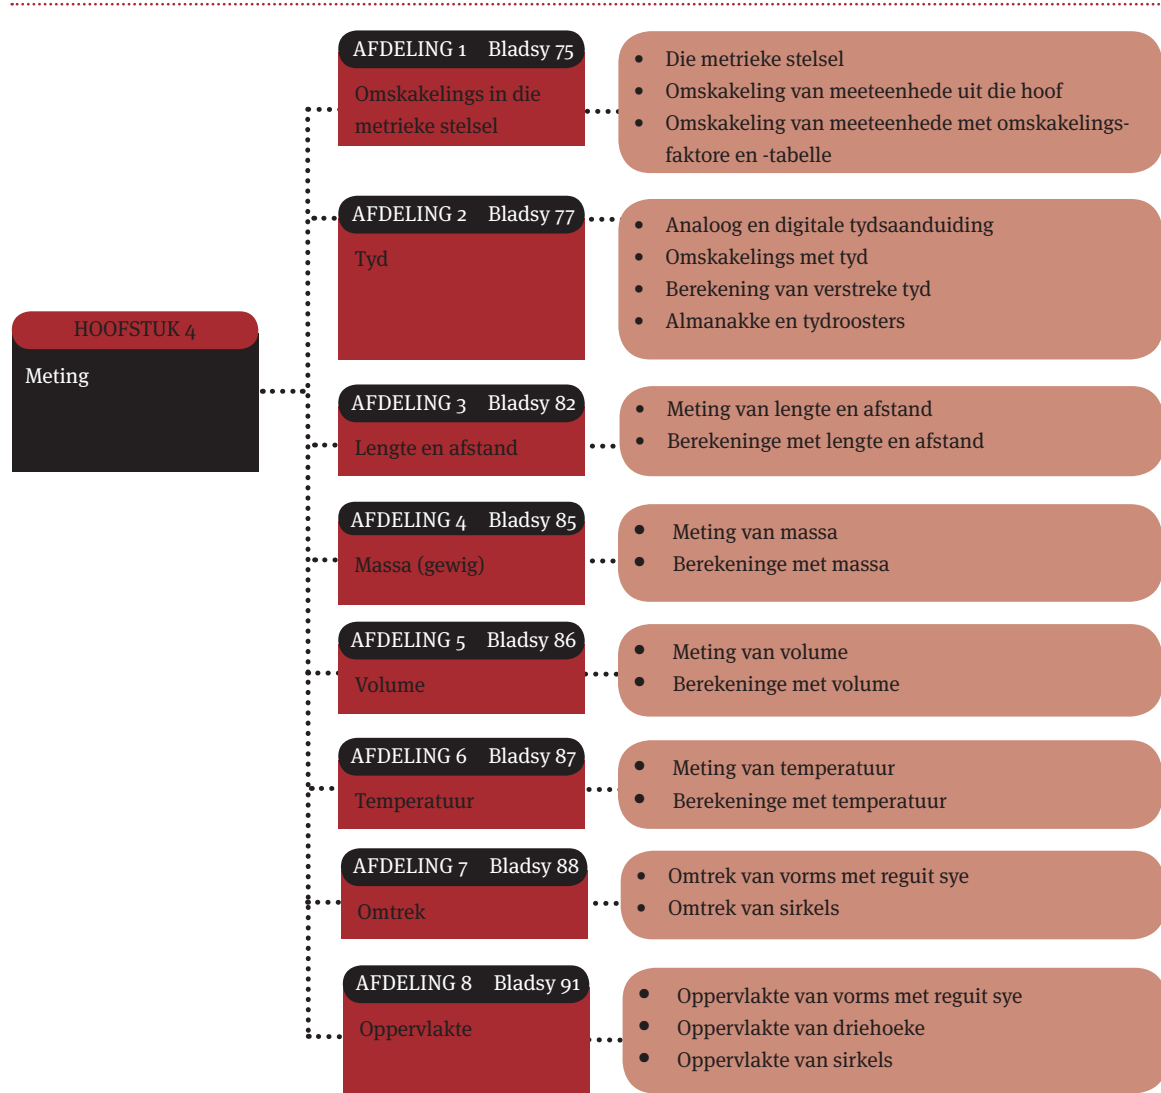 HOOFSTUK 4
Meting
AFDELING 1 Bladsy 75
Omskakelings in die
metrieke stelsel
• Die metrieke stelsel
• Omskakeling van meeteenhede uit die hoof
• Omskakeling van meeteenhede met omskakelings-
faktore en -tabelle
AFDELING 2 Bladsy 77
Tyd
• Analoog en digitale tydsaanduiding
• Omskakelings met tyd
• Berekening van verstreke tyd
• Almanakke en tydroosters
AFDELING 3 Bladsy 82
Lengte en afstand
• Meting van lengte en afstand
• Berekeninge met lengte en afstand
AFDELING 4 Bladsy 85
Massa (gewig)
• Meting van massa
• Berekeninge met massa
AFDELING 5 Bladsy 86
Volume
• Meting van volume
• Berekeninge met volume
AFDELING 6 Bladsy 87
Temperatuur
• Meting van temperatuur
• Berekeninge met temperatuur
AFDELING 7 Bladsy 88
Omtrek
• Omtrek van vorms met reguit sye
• Omtrek van sirkels
AFDELING 8 Bladsy 91
Oppervlakte
• Oppervlakte van vorms met reguit sye
• Oppervlakte van driehoeke
• Oppervlakte van sirkels